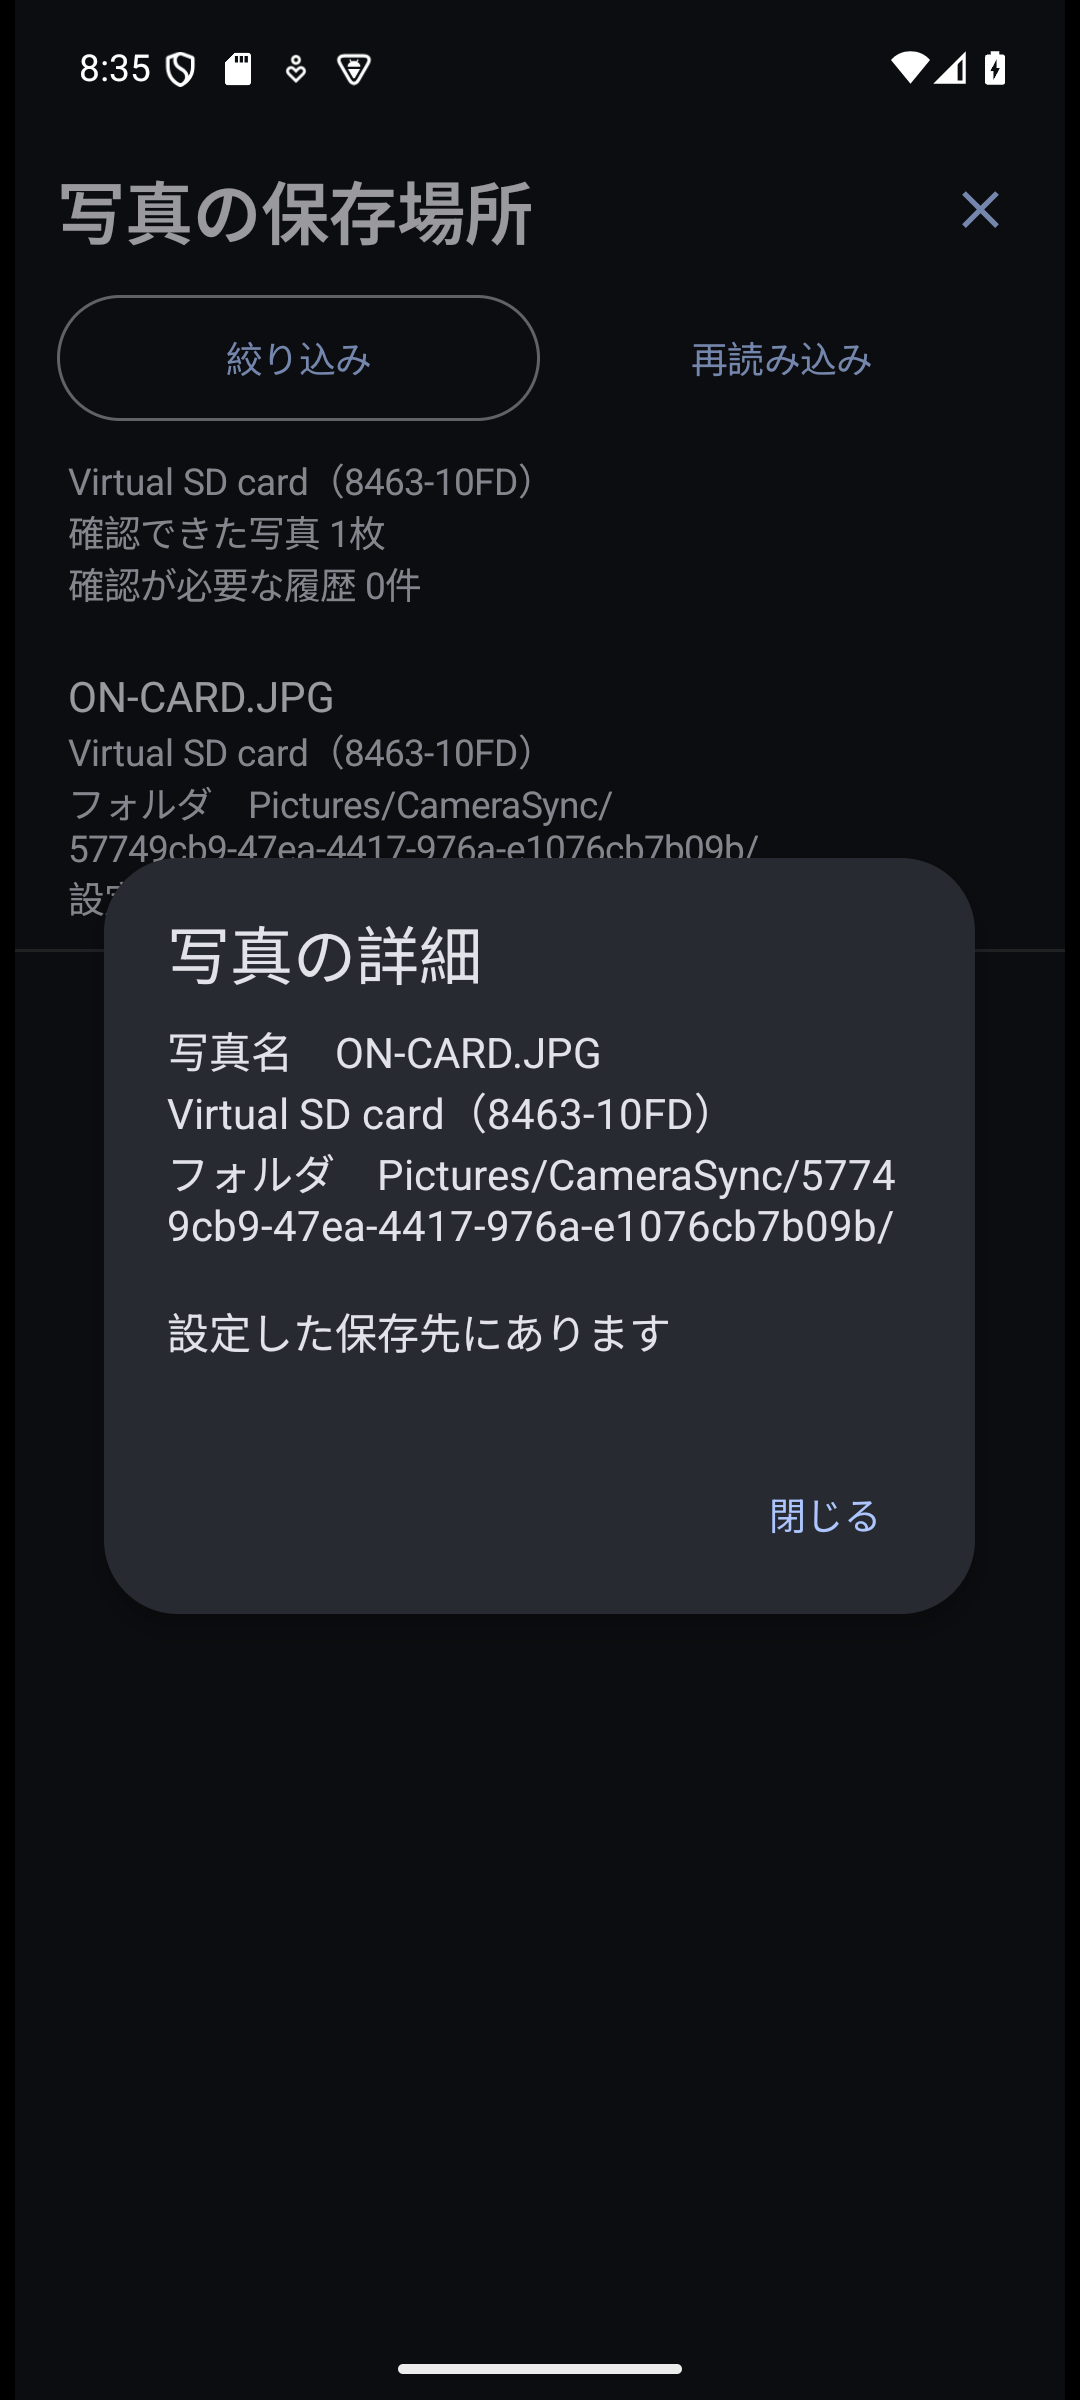 8:35
写真の保存場所
絞り込み
再読み込み
Virtual SD card（8463-10FD）
確認できた写真 1枚
確認が必要な履歴 0件
ON-CARD.JPG
Virtual SD card（8463-10FD）
フォルダ　Pictures/CameraSync/
57749cb9-47ea-4417-976a-e1076cb7b09b/
設
写真の詳細
写真名　ON-CARD.JPG
Virtual SD card（8463-10FD）
フォルダ　Pictures/CameraSync/5774
9cb9-47ea-4417-976a-e1076cb7b09b/
設定した保存先にあります
閉じる